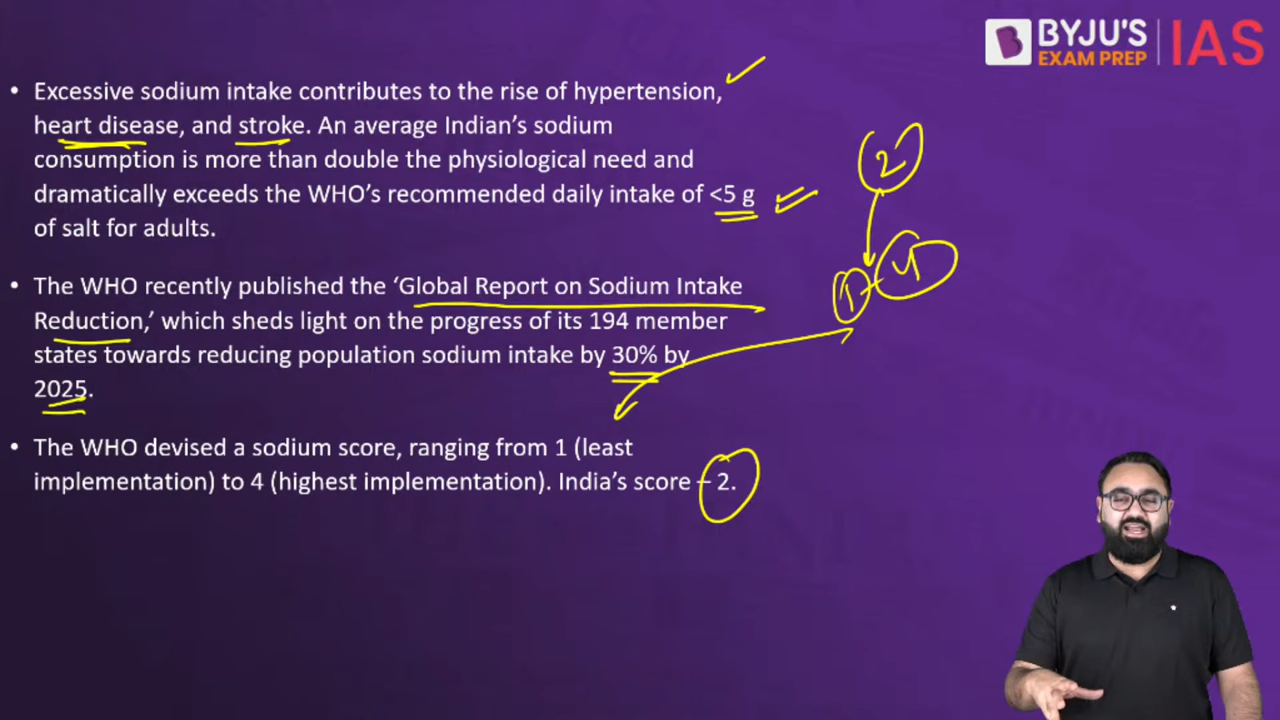 BYJU'S
EXAM PREP
IAS
• Excessive sodium intake contributes to the rise of hypertension,
heart disease, and stroke. An average Indian's sodium
consumption is more than double the physiological need and
dramatically exceeds the WHO's recommended daily intake of <5 g
of salt for adults.
• The WHO recently published the 'Global Report on Sodium Intake
Reduction,' which sheds light on the progress of its 194 member
states towards reducing population sodium intake by 30% by
2025.
• The WHO devised a sodium score, ranging from 1 (least
implementation) to 4 (highest implementation). India's score – 2.
2
1-4